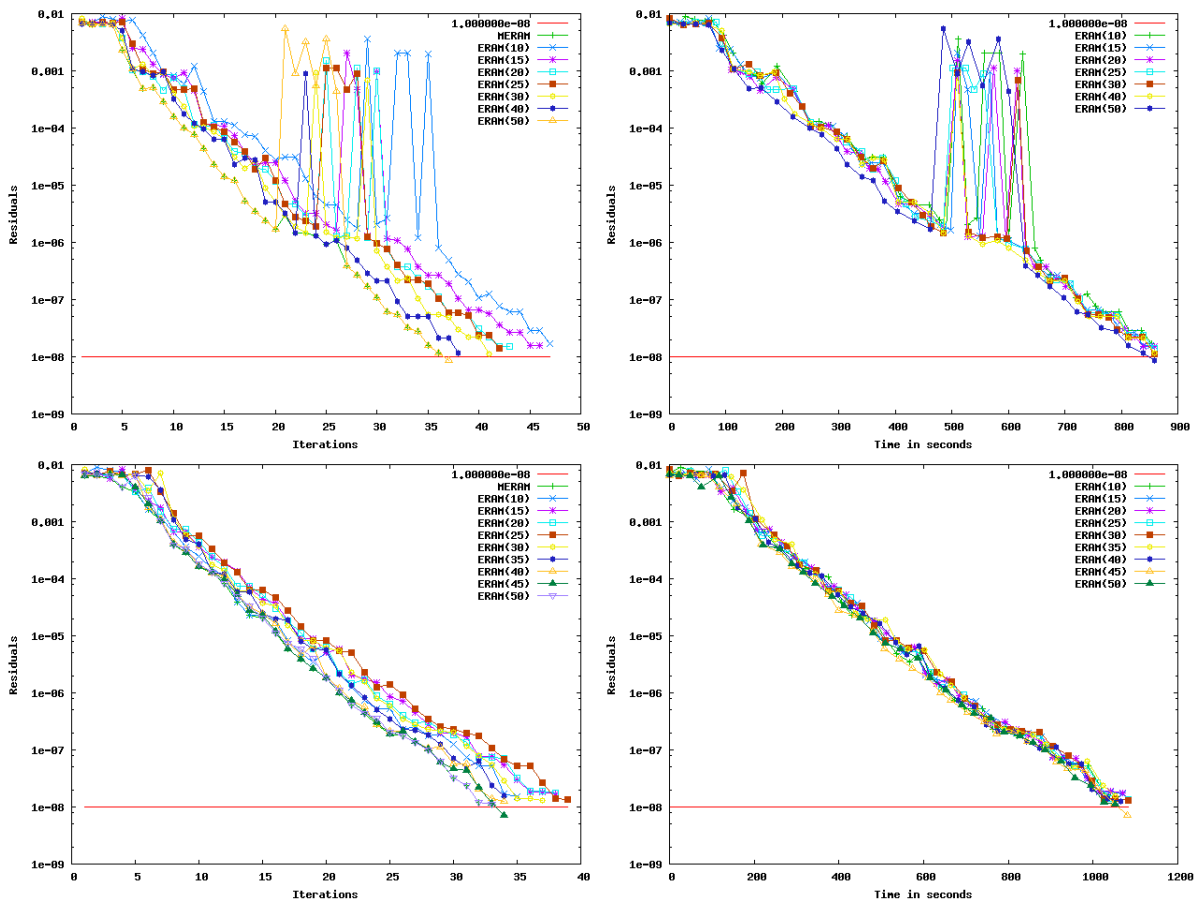 0.01
0.001
1e-04
1e-05
1e-06
1e-07
1e-08
1e-09
Residuals
0 5 10 15 20 25 30 35 40 45 50
Iterations
1.000000e-08
MERAM
ERAM(10)
ERAM(15)
ERAM(20)
ERAM(25)
ERAM(30)
ERAM(40)
ERAM(50)
0.01
0.001
1e-04
1e-05
1e-06
1e-07
1e-08
1e-09
Residuals
0 100 200 300 400 500 600 700 800 900
Time in seconds
1.000000e-08
ERAM(10)
ERAM(15)
ERAM(20)
ERAM(25)
ERAM(30)
ERAM(40)
ERAM(50)
0.01
0.001
1e-04
1e-05
1e-06
1e-07
1e-08
1e-09
Residuals
0 5 10 15 20 25 30 35 40
Iterations
1.000000e-08
MERAM
ERAM(10)
ERAM(15)
ERAM(20)
ERAM(25)
ERAM(30)
ERAM(35)
ERAM(40)
ERAM(45)
ERAM(50)
0.01
0.001
1e-04
1e-05
1e-06
1e-07
1e-08
1e-09
Residuals
0 200 400 600 800 1000 1200
Time in seconds
1.000000e-08
ERAM(10)
ERAM(15)
ERAM(20)
ERAM(25)
ERAM(30)
ERAM(35)
ERAM(40)
ERAM(45)
ERAM(50)